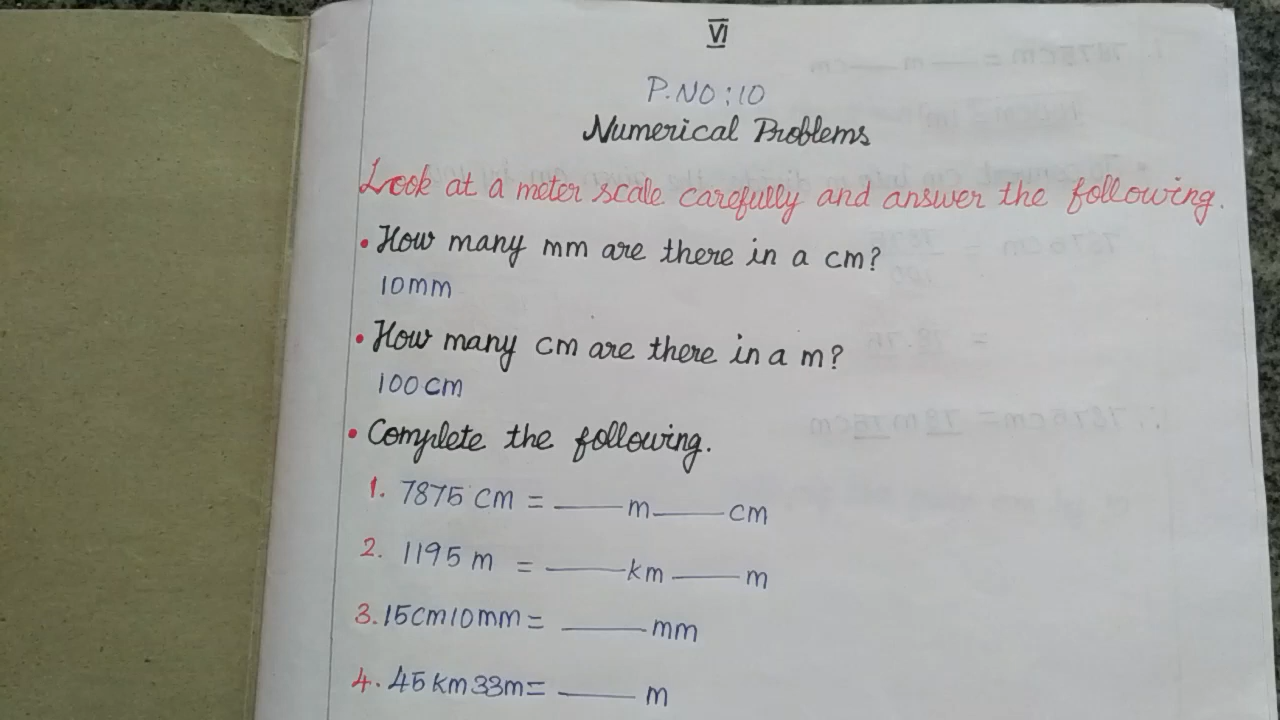 VI
P.NO:10
Numerical Problems
Look at a meter scale carefully and answer the following.
• How many mm are there in a cm?
10mm
• How many cm are there in a m?
100cm
• Complete the following.
1. 7875 cm = ____ m ____ cm
2. 1195 m = ____ km ____ m
3. 15cm10mm = ____ mm
4. 45km33m= ____ m